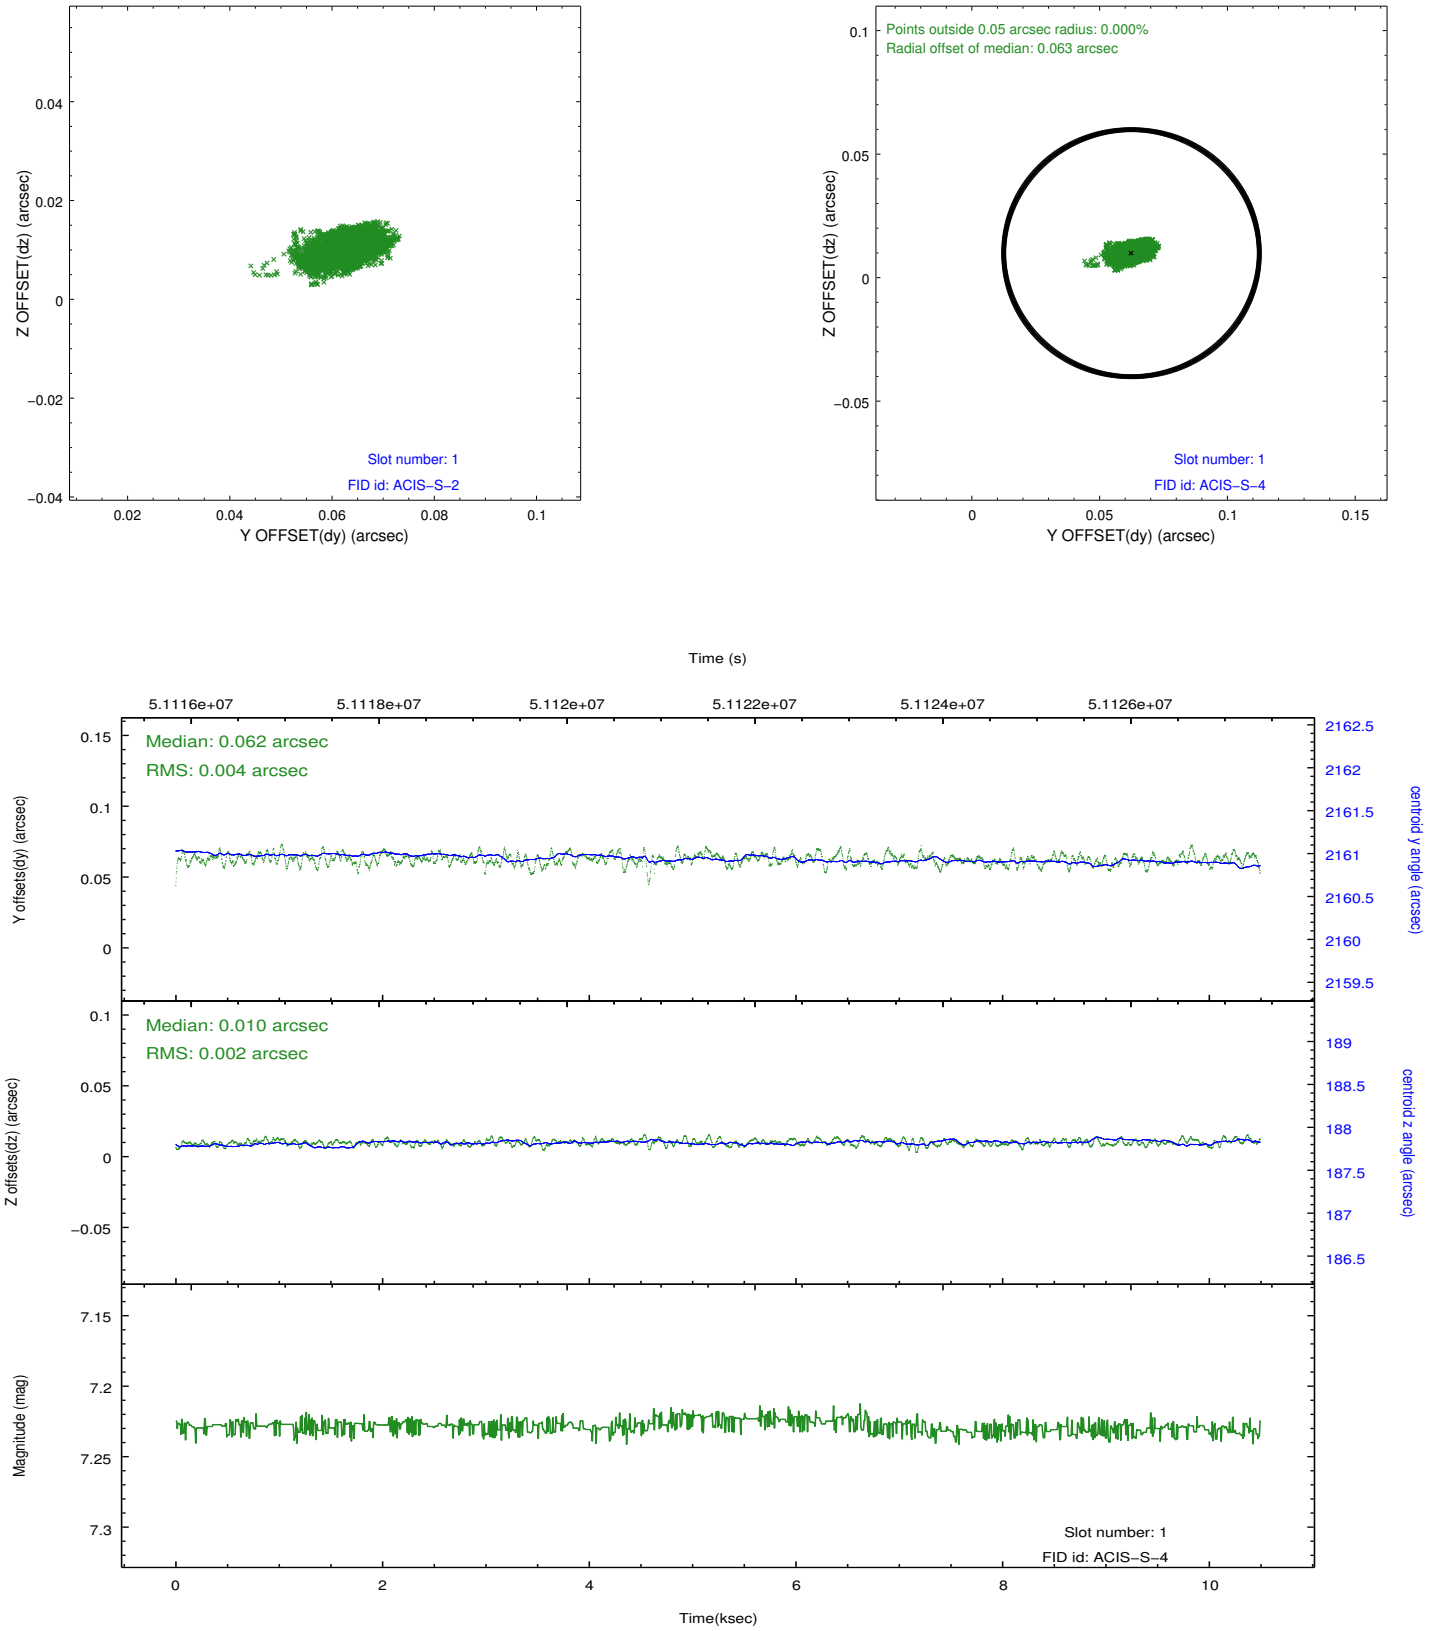 0.04
0.02
0
−0.02
−0.04
Z OFFSET(dz) (arcsec)
Slot number: 1
FID id: ACIS−S−2
0.02 0.04 0.06 0.08 0.1
Y OFFSET(dy) (arcsec)
Points outside 0.05 arcsec radius: 0.000%
Radial offset of median: 0.063 arcsec
0.1
0.05
0
−0.05
Z OFFSET(dz) (arcsec)
Slot number: 1
FID id: ACIS−S−4
0 0.05 0.1 0.15
Y OFFSET(dy) (arcsec)
Time (s)
5.1116e+07 5.1118e+07 5.112e+07 5.1122e+07 5.1124e+07 5.1126e+07
Median: 0.062 arcsec
RMS: 0.004 arcsec
0.15
0.1
0.05
0
Y offsets(dy) (arcsec)
2162.5
2162
2161.5
2161
2160.5
2160
2159.5
centroid y angle (arcsec)
Median: 0.010 arcsec
RMS: 0.002 arcsec
0.1
0.05
0
−0.05
Z offsets(dz) (arcsec)
189
188.5
188
187.5
187
186.5
centroid z angle (arcsec)
7.15
7.2
7.25
7.3
Magnitude (mag)
Slot number: 1
FID id: ACIS−S−4
0 2 4 6 8 10
Time(ksec)